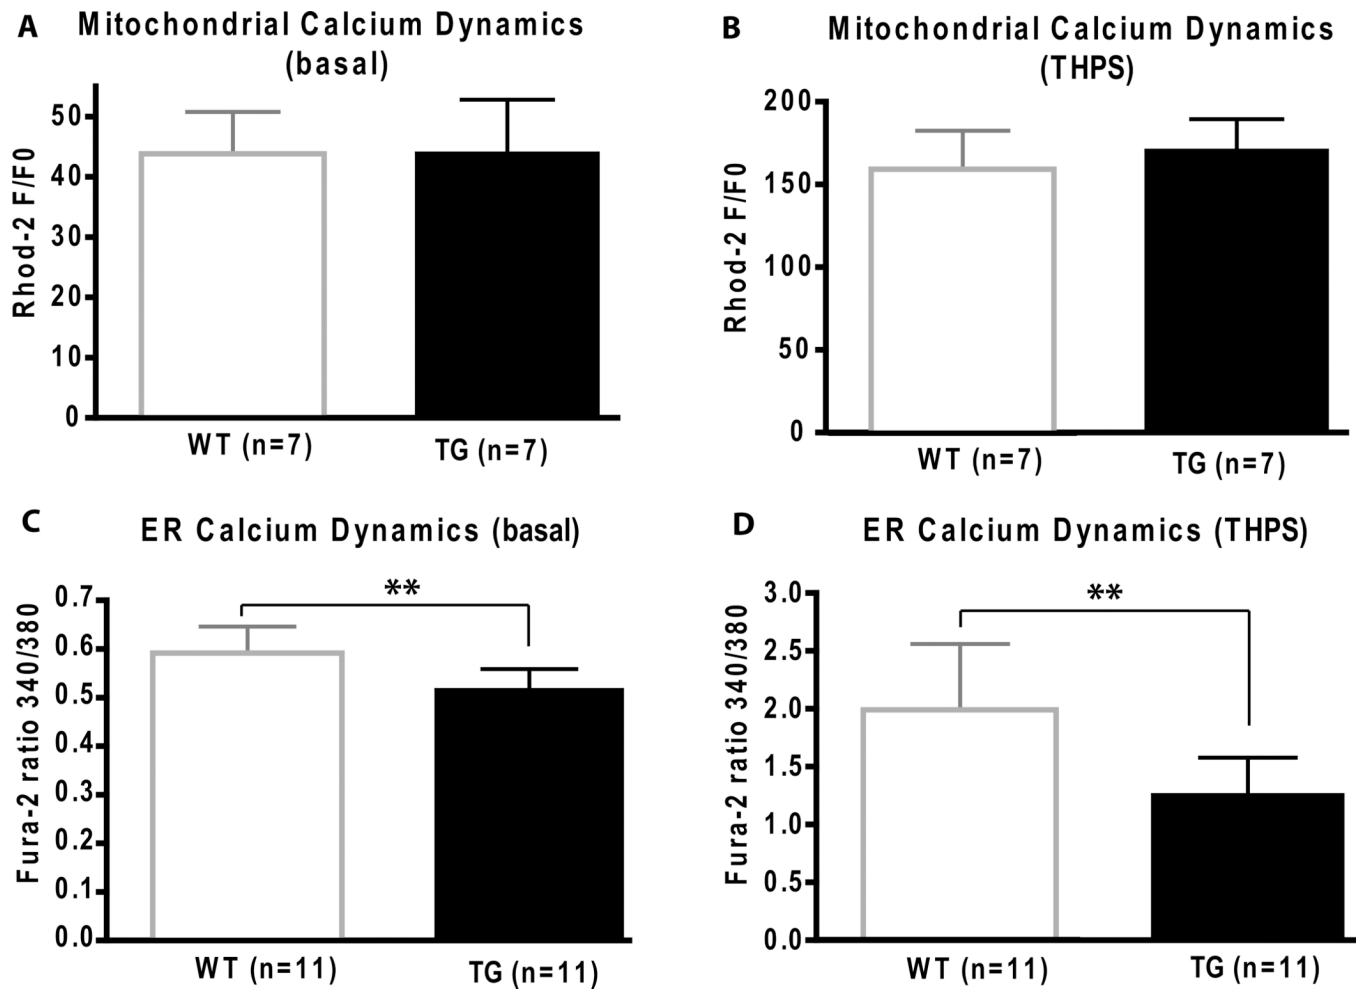 A
Mitochondrial Calcium Dynamics
(basal)
Rhod-2 F/F0
50
40
30
20
10
0
WT (n=7)
TG (n=7)
B
Mitochondrial Calcium Dynamics
(THPS)
Rhod-2 F/F0
200
150
100
50
0
WT (n=7)
TG (n=7)
C
ER Calcium Dynamics (basal)
Fura-2 ratio 340/380
0.7
0.6
0.5
0.4
0.3
0.2
0.1
0.0
**
WT (n=11)
TG (n=11)
D
ER Calcium Dynamics (THPS)
Fura-2 ratio 340/380
3.0
2.5
2.0
1.5
1.0
0.5
0.0
**
WT (n=11)
TG (n=11)